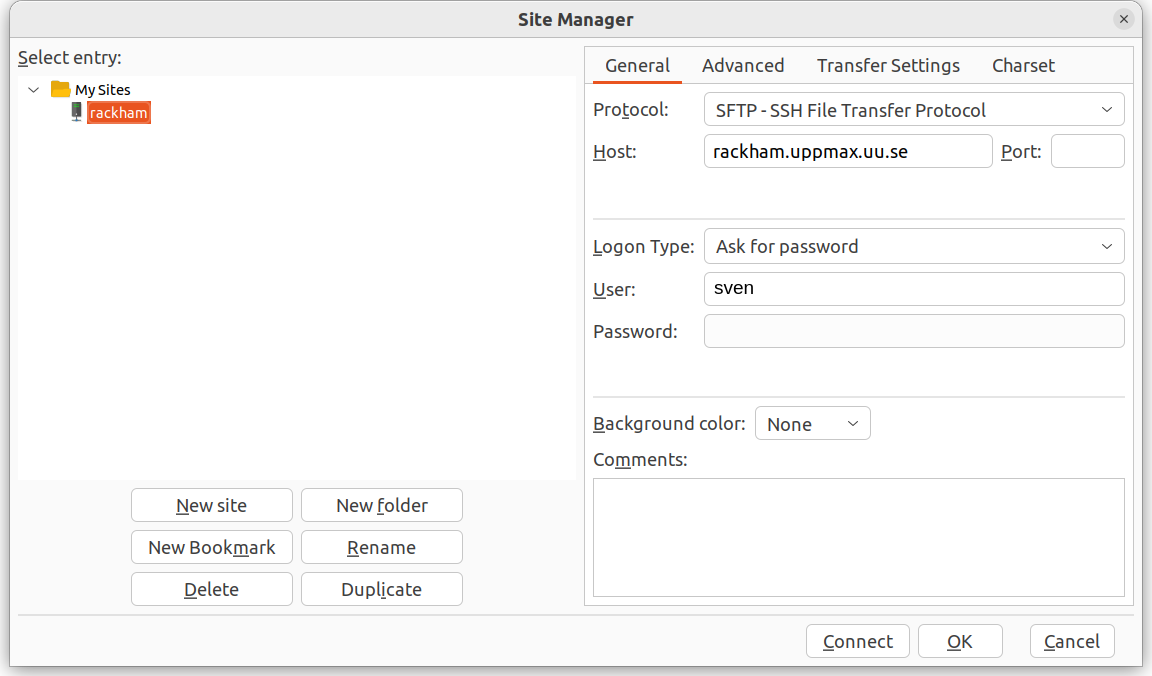 Site Manager
Select entry:
My Sites
rackham
New site New folder
New Bookmark Rename
Delete Duplicate
General Advanced Transfer Settings Charset
Protocol: SFTP - SSH File Transfer Protocol
Host: rackham.uppmax.uu.se Port:
Logon Type: Ask for password
User: sven
Password:
Background color: None
Comments:
Connect OK Cancel